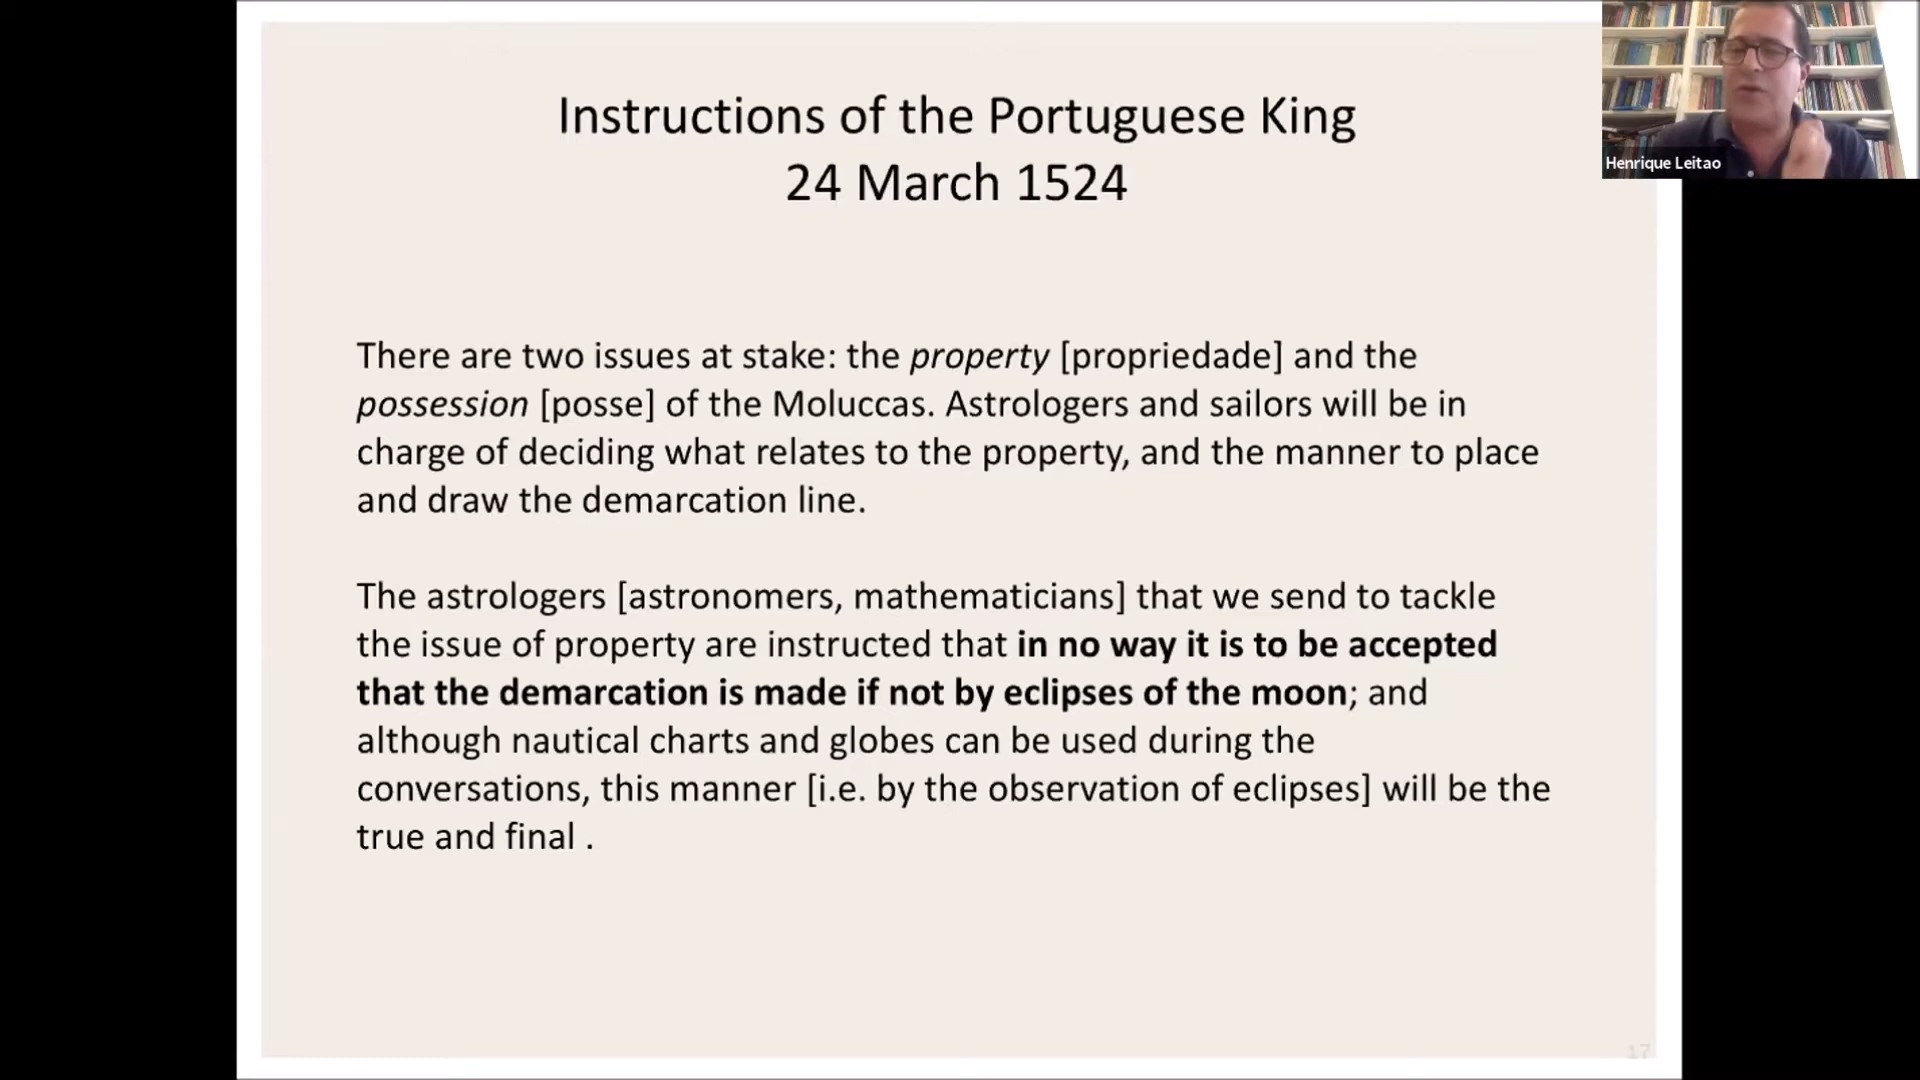 Instructions of the Portuguese King
24 March 1524
Henrique Leitao
There are two issues at stake: the property [propriedade] and the
possession [posse] of the Moluccas. Astrologers and sailors will be in
charge of deciding what relates to the property, and the manner to place
and draw the demarcation line.
The astrologers [astronomers, mathematicians] that we send to tackle
the issue of property are instructed that in no way it is to be accepted
that the demarcation is made if not by eclipses of the moon; and
although nautical charts and globes can be used during the
conversations, this manner [i.e. by the observation of eclipses] will be the
true and final .
17